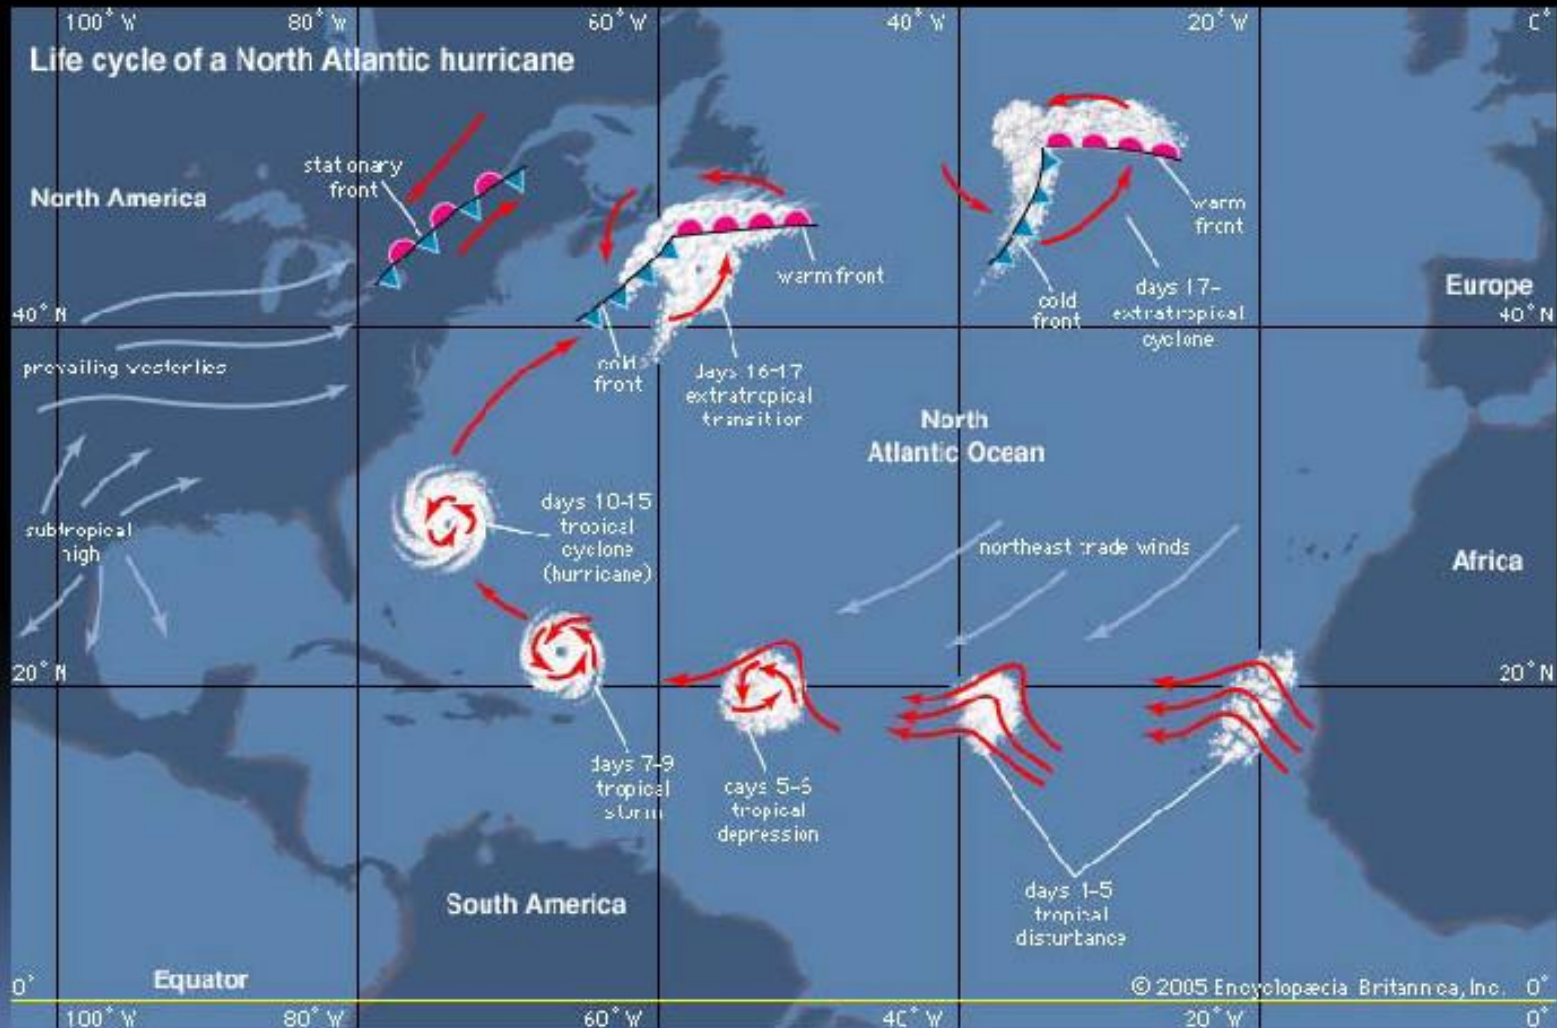 100° W
80° W
60° W
40° W
20° W
0°
Life cycle of a North Atlantic hurricane
stationary
front
North America
warm
front
warm front
Europe
cold
front
days 17–
extratropical
cyclone
40° N
40° N
prevailing westerlies
cold
front
days 16–17
extratropical
transition
North
Atlantic Ocean
days 10–15
tropical
cyclone
(hurricane)
subtropical
high
northeast trade winds
Africa
20° N
20° N
days 7–9
tropical
storm
days 5–6
tropical
depression
days 1–5
tropical
disturbance
South America
Equator
© 2005 Encyclopædia Britannica, Inc.
0°
0°
100° W
80° W
60° W
40° W
20° W
0°